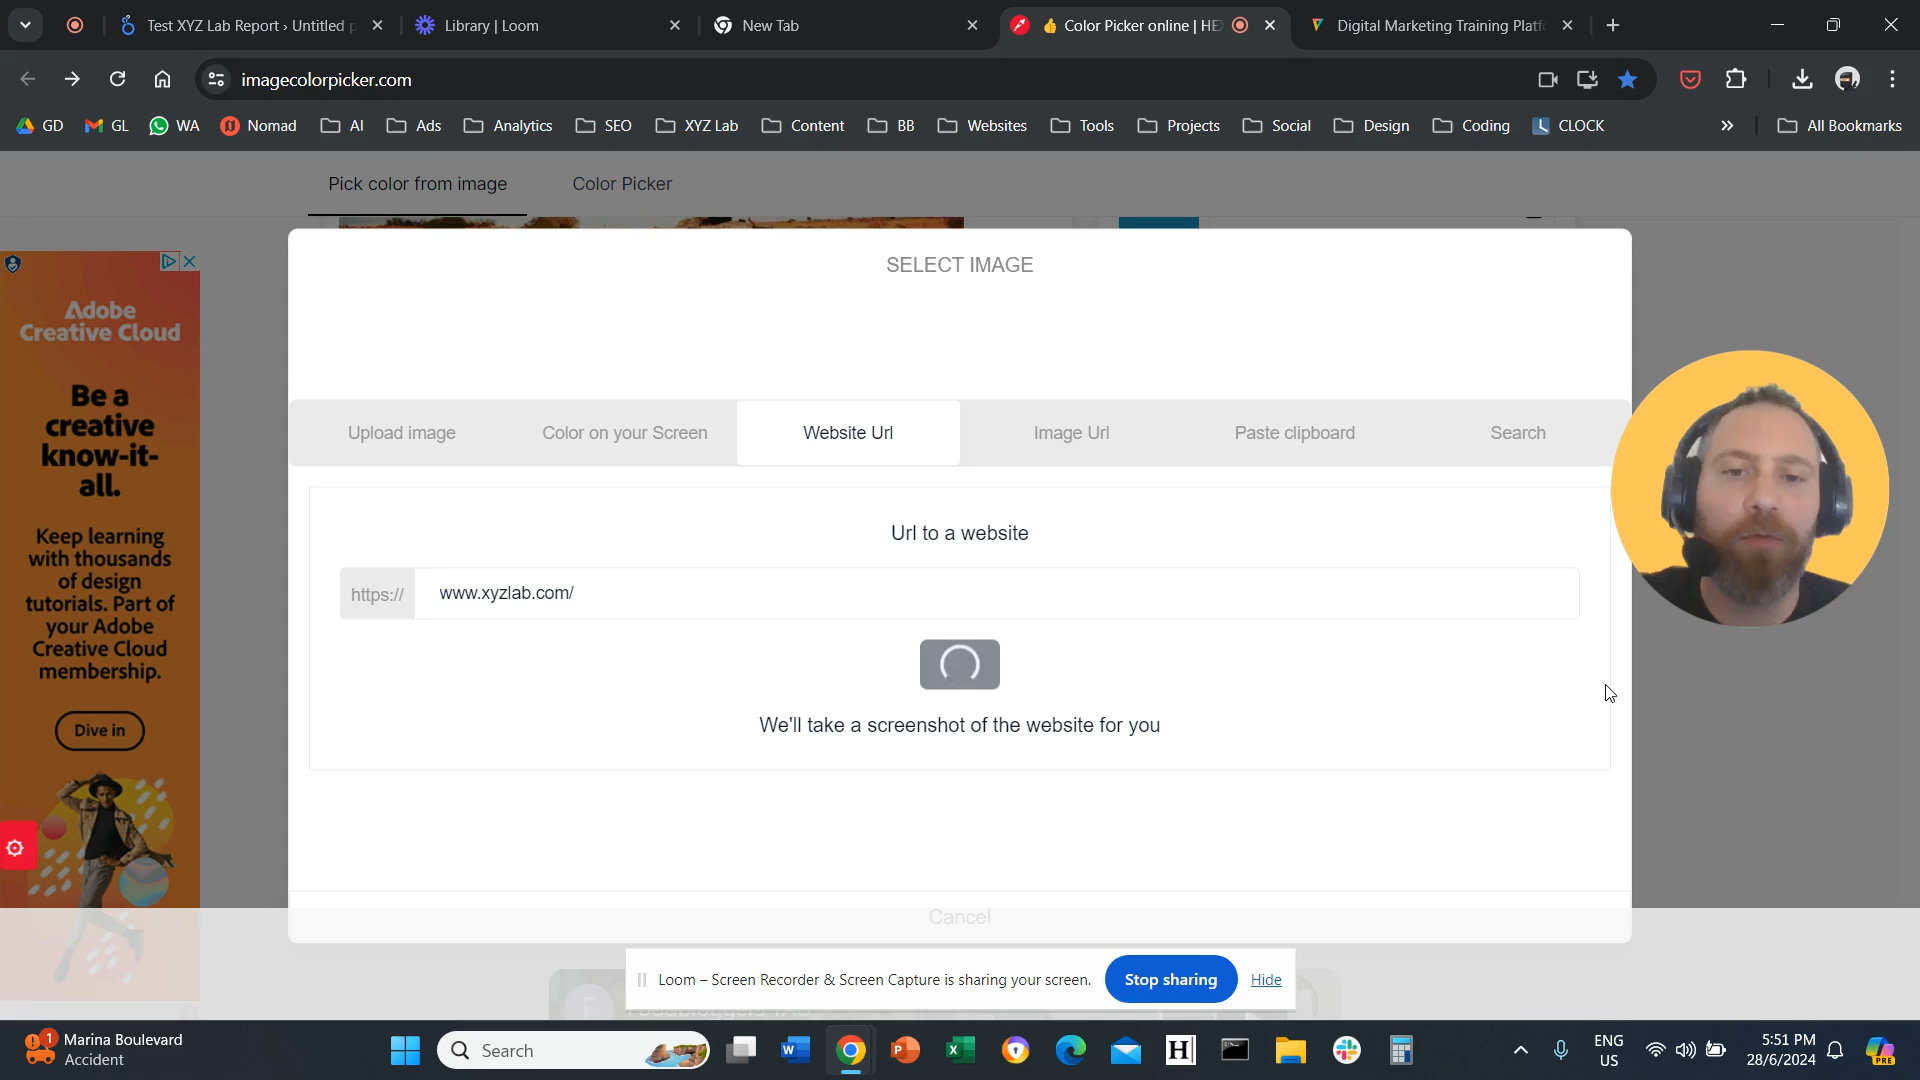 Test XYZ Lab Report › Untitled p
Library | Loom
New Tab
👍 Color Picker online | HE
Digital Marketing Training Platf
imagecolorpicker.com
GD
GL
WA
Nomad
AI
Ads
Analytics
SEO
XYZ Lab
Content
BB
Websites
Tools
Projects
Social
Design
Coding
CLOCK
All Bookmarks
Pick color from image
Color Picker
SELECT IMAGE
Upload image
Color on your Screen
Website Url
Image Url
Paste clipboard
Search
Url to a website
https://
www.xyzlab.com/
We'll take a screenshot of the website for you
Cancel
Adobe
Creative Cloud
Be a
creative
know-it-
all.
Keep learning
with thousands
of design
tutorials. Part of
your Adobe
Creative Cloud
membership.
Dive in
Loom – Screen Recorder & Screen Capture is sharing your screen.
Stop sharing
Hide
1
Marina Boulevard
Accident
Search
ENG
US
5:51 PM
28/6/2024
PRE